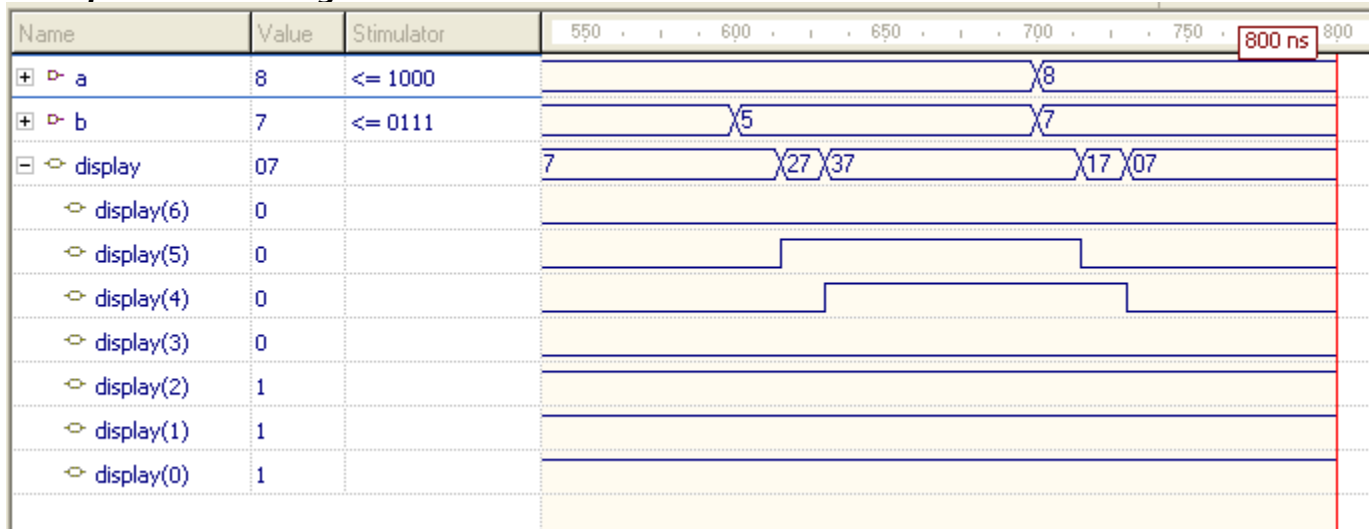 Name Value Stimulator 550 600 650 700 750 800
800 ns
a 8 <= 1000 8
b 7 <= 0111 5 7
display 07 7 27 37 17 07
display(6) 0
display(5) 0
display(4) 0
display(3) 0
display(2) 1
display(1) 1
display(0) 1